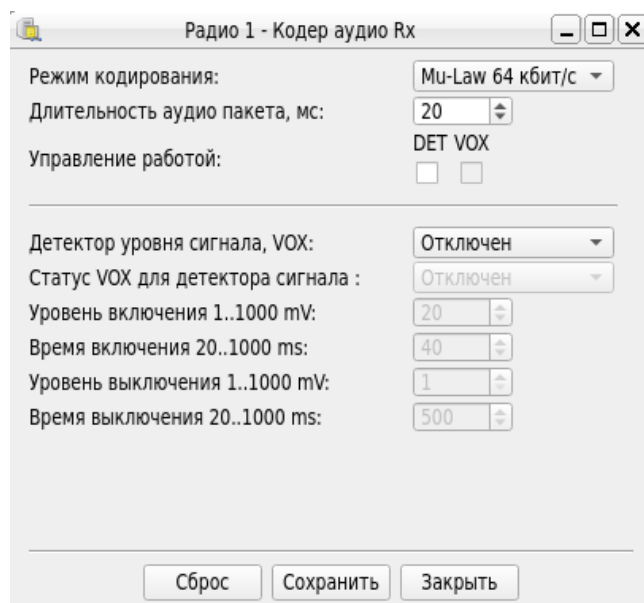 Радио 1 - Кодер аудио Rx
Режим кодирования: Mu-Law 64 кбит/с
Длительность аудио пакета, мс: 20
DET VOX
Управление работой:
Детектор уровня сигнала, VOX: Отключен
Статус VOX для детектора сигнала : Отключен
Уровень включения 1..1000 mV: 20
Время включения 20..1000 ms: 40
Уровень выключения 1..1000 mV: 1
Время выключения 20..1000 ms: 500
Сброс Сохранить Закрыть